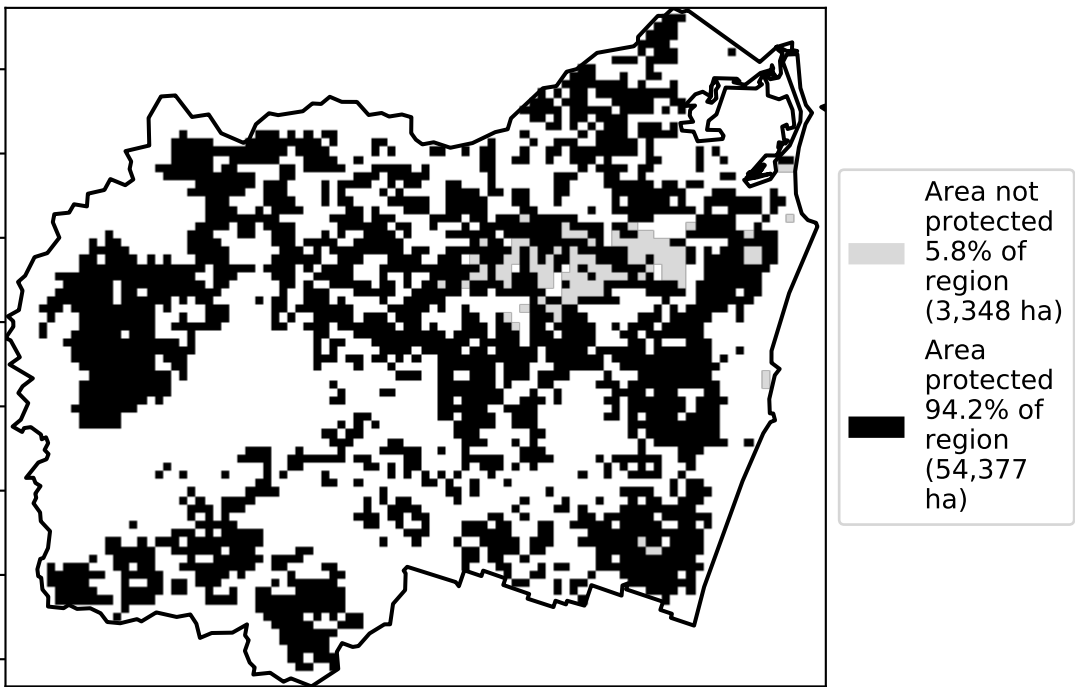 Area not
protected
5.8% of
region
(3,348 ha)
Area
protected
94.2% of
region
(54,377
ha)